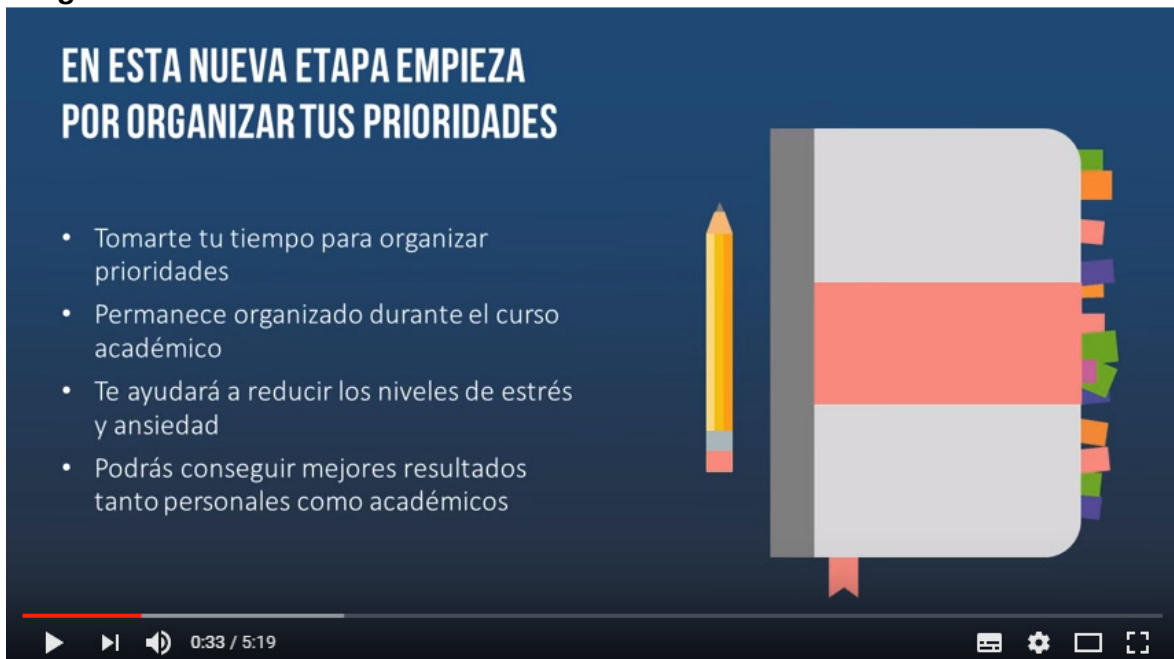 EN ESTA NUEVA ETAPA EMPIEZA
POR ORGANIZAR TUS PRIORIDADES
• Tomarte tu tiempo para organizar
prioridades
• Permanece organizado durante el curso
académico
• Te ayudará a reducir los niveles de estrés
y ansiedad
• Podrás conseguir mejores resultados
tanto personales como académicos
0:33 / 5:19